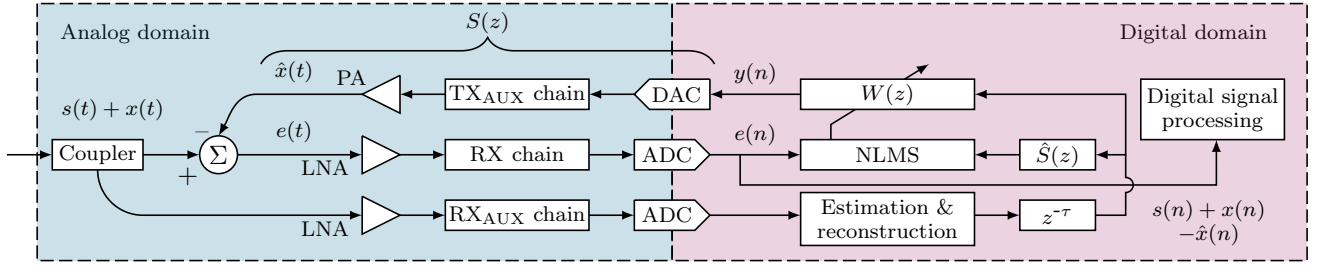 S(z)
Analog domain
Digital domain
x̂(t)
PA
y(n)
TX_AUX chain
DAC
W(z)
Digital signal
processing
s(t) + x(t)
−
e(t)
e(n)
Coupler
Σ
+
LNA
RX chain
ADC
NLMS
Ŝ(z)
LNA
RX_AUX chain
ADC
Estimation &
reconstruction
z^-τ
s(n) + x(n)
−x̂(n)